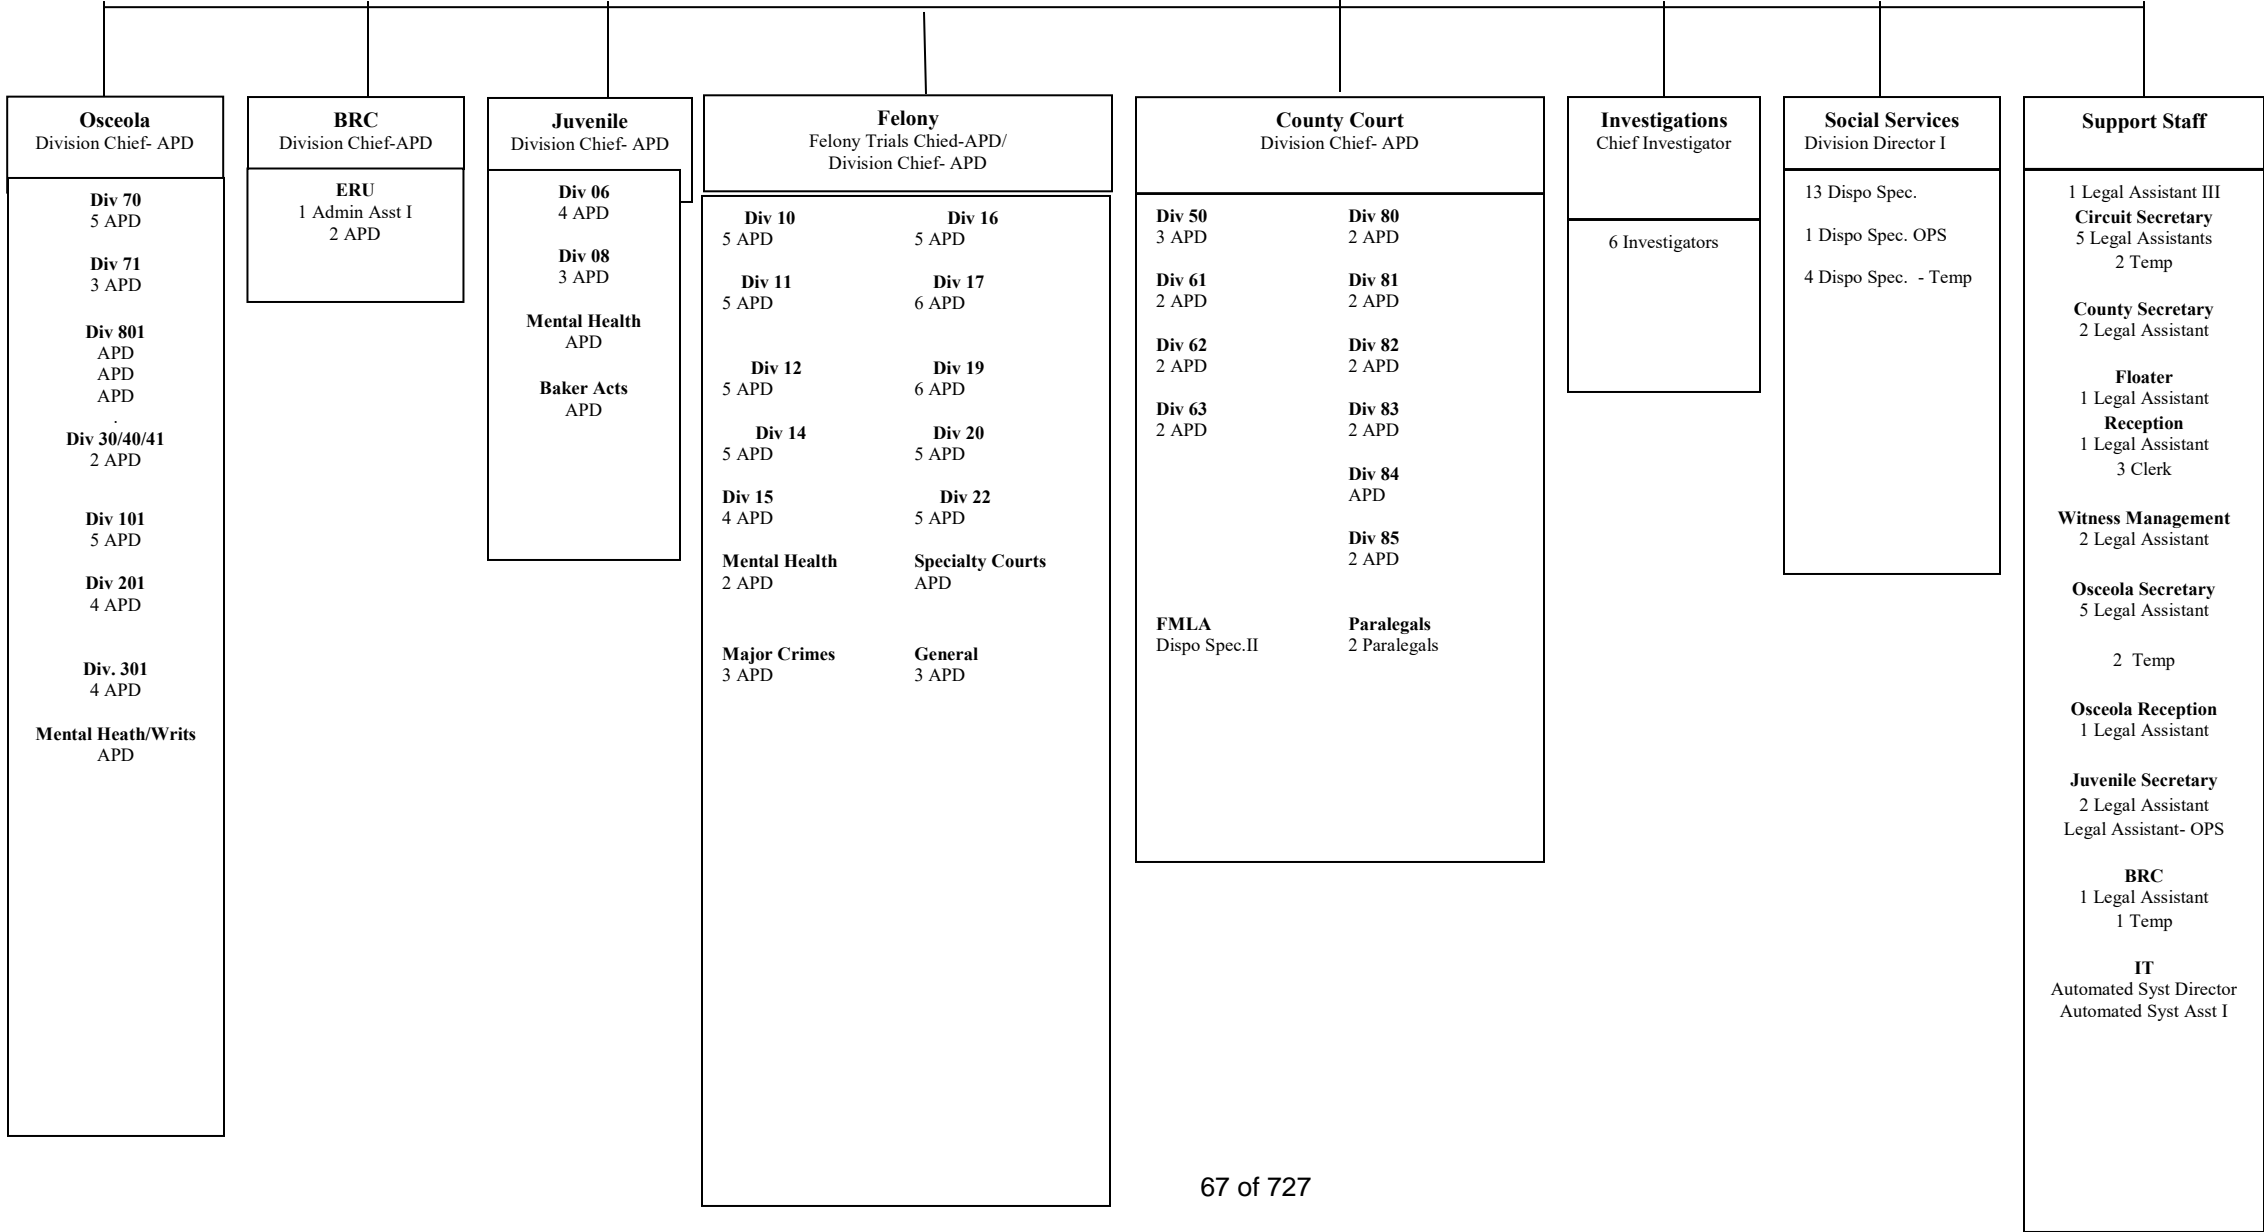 Osceola
Division Chief- APD
Div 70
5 APD
Div 71
3 APD
Div 801
APD
APD
APD
.
Div 30/40/41
2 APD
Div 101
5 APD
Div 201
4 APD
Div. 301
4 APD
Mental Heath/Writs
APD
BRC
Division Chief-APD
ERU
1 Admin Asst I
2 APD
Juvenile
Division Chief- APD
Div 06
4 APD
Div 08
3 APD
Mental Health
APD
Baker Acts
APD
Felony
Felony Trials Chied-APD/
Division Chief- APD
Div 10
5 APD
Div 11
5 APD
Div 12
5 APD
Div 14
5 APD
Div 15
4 APD
Mental Health
2 APD
Major Crimes
3 APD
Div 16
5 APD
Div 17
6 APD
Div 19
6 APD
Div 20
5 APD
Div 22
5 APD
Specialty Courts
APD
General
3 APD
County Court
Division Chief- APD
Div 50
3 APD
Div 61
2 APD
Div 62
2 APD
Div 63
2 APD
FMLA
Dispo Spec.II
Div 80
2 APD
Div 81
2 APD
Div 82
2 APD
Div 83
2 APD
Div 84
APD
Div 85
2 APD
Paralegals
2 Paralegals
Investigations
Chief Investigator
6 Investigators
Social Services
Division Director I
13 Dispo Spec.
1 Dispo Spec. OPS
4 Dispo Spec. - Temp
Support Staff
1 Legal Assistant III
Circuit Secretary
5 Legal Assistants
2 Temp
County Secretary
2 Legal Assistant
Floater
1 Legal Assistant
Reception
1 Legal Assistant
3 Clerk
Witness Management
2 Legal Assistant
Osceola Secretary
5 Legal Assistant
2 Temp
Osceola Reception
1 Legal Assistant
Juvenile Secretary
2 Legal Assistant
Legal Assistant- OPS
BRC
1 Legal Assistant
1 Temp
IT
Automated Syst Director
Automated Syst Asst I
67 of 727